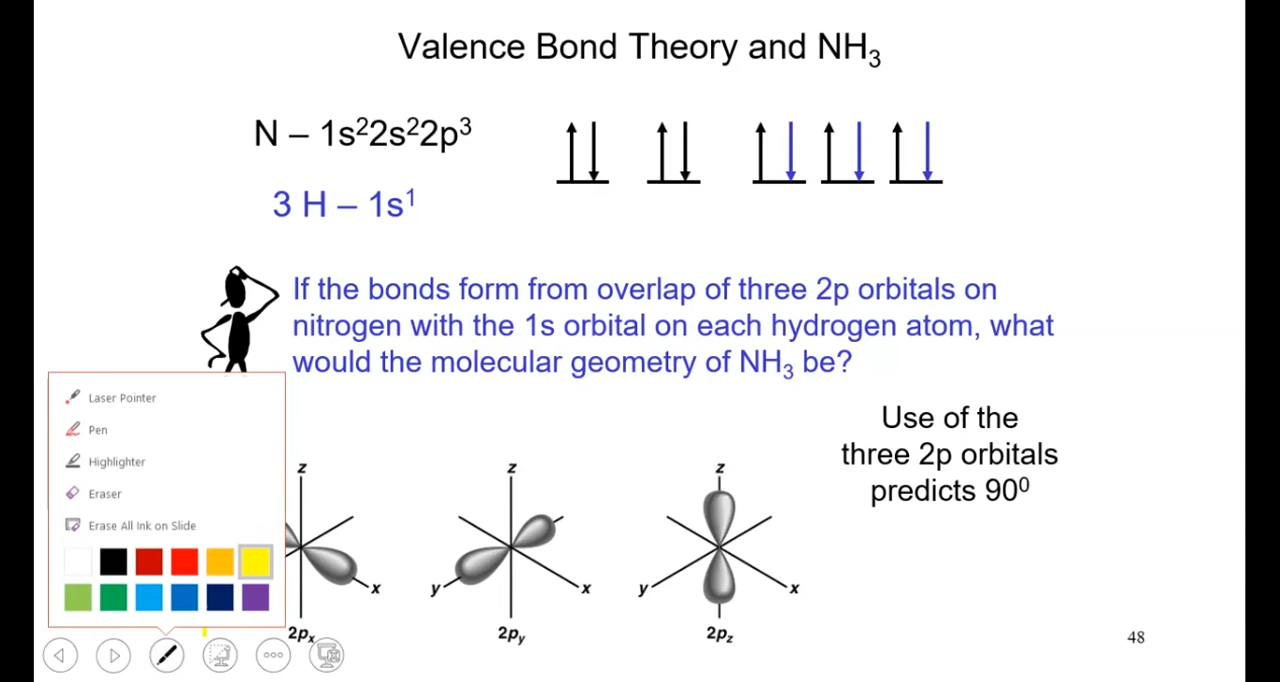 Valence Bond Theory and NH₃
N – 1s²2s²2p³
3 H – 1s¹
If the bonds form from overlap of three 2p orbitals on
nitrogen with the 1s orbital on each hydrogen atom, what
would the molecular geometry of NH₃ be?
Laser Pointer
Pen
Highlighter
Eraser
Erase All Ink on Slide
Use of the
three 2p orbitals
predicts 90⁰
z
x
2pₓ
z
y
x
2pᵧ
z
y
x
2p_z
48